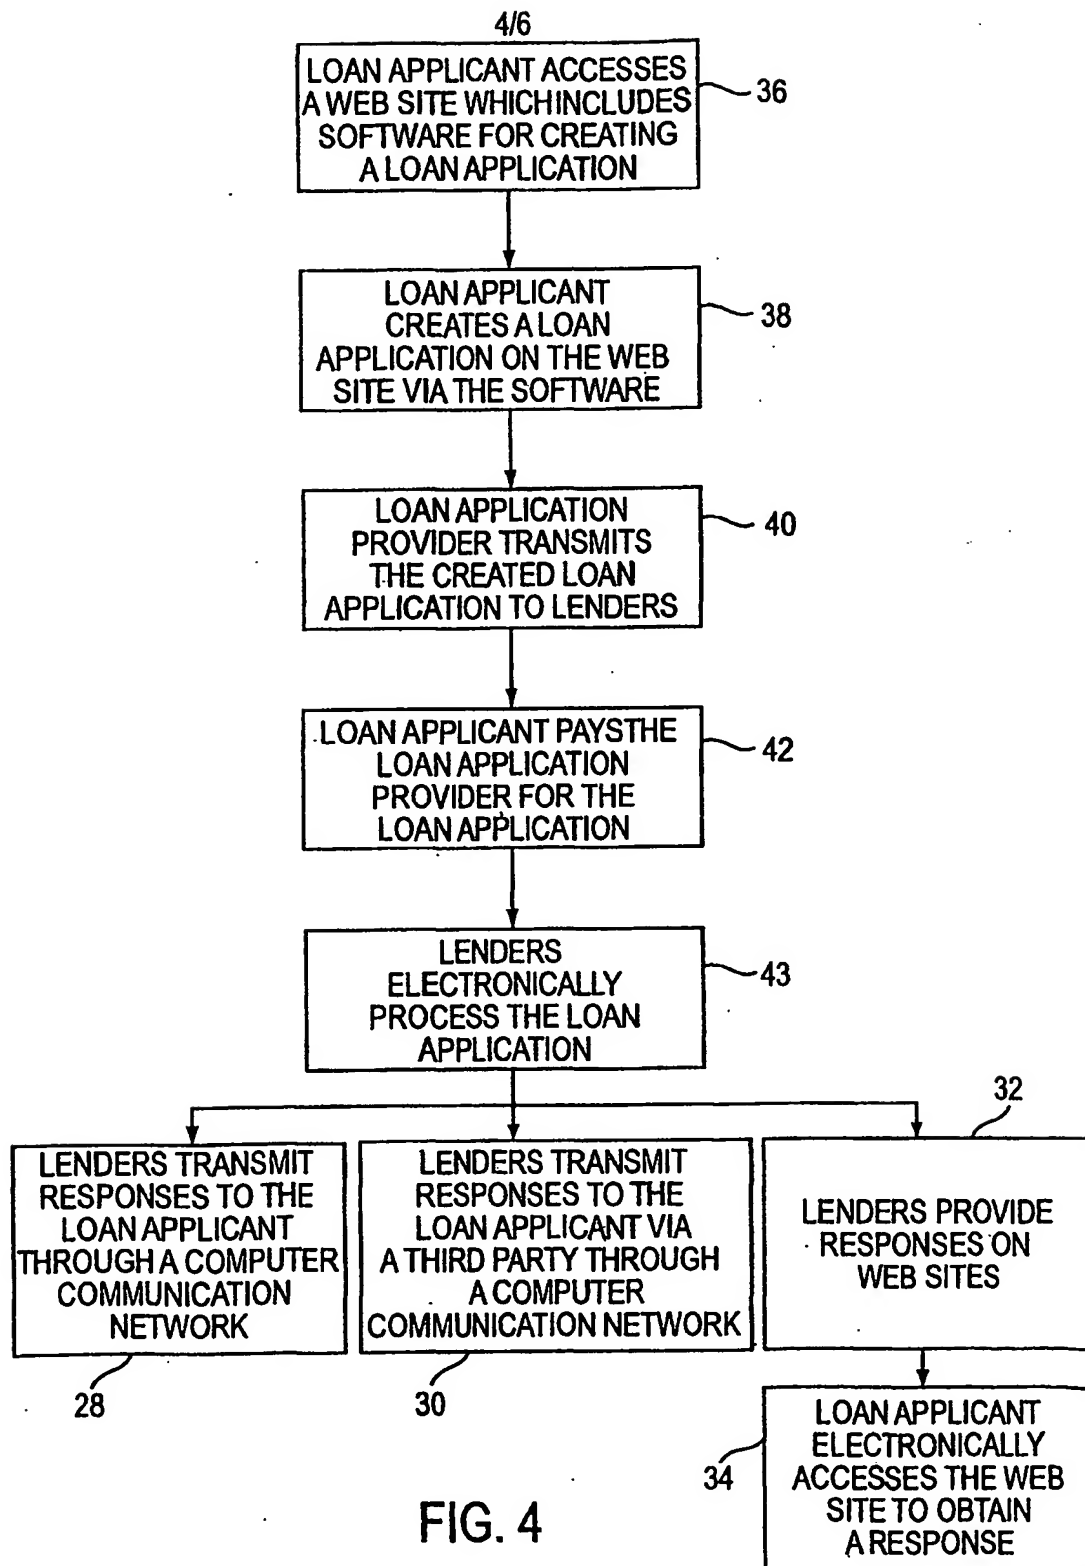 4/6
LOAN APPLICANT ACCESSES
A WEB SITE WHICH INCLUDES
SOFTWARE FOR CREATING
A LOAN APPLICATION
36
LOAN APPLICANT
CREATES A LOAN
APPLICATION ON THE WEB
SITE VIA THE SOFTWARE
38
LOAN APPLICATION
PROVIDER TRANSMITS
THE CREATED LOAN
APPLICATION TO LENDERS
40
LOAN APPLICANT PAYSTHE
LOAN APPLICATION
PROVIDER FOR THE
LOAN APPLICATION
42
LENDERS
ELECTRONICALLY
PROCESS THE LOAN
APPLICATION
43
LENDERS TRANSMIT
RESPONSES TO THE
LOAN APPLICANT
THROUGH A COMPUTER
COMMUNICATION
NETWORK
28
LENDERS TRANSMIT
RESPONSES TO THE
LOAN APPLICANT VIA
A THIRD PARTY THROUGH
A COMPUTER
COMMUNICATION NETWORK
30
32
LENDERS PROVIDE
RESPONSES ON
WEB SITES
34
LOAN APPLICANT
ELECTRONICALLY
ACCESSES THE WEB
SITE TO OBTAIN
A RESPONSE
FIG. 4